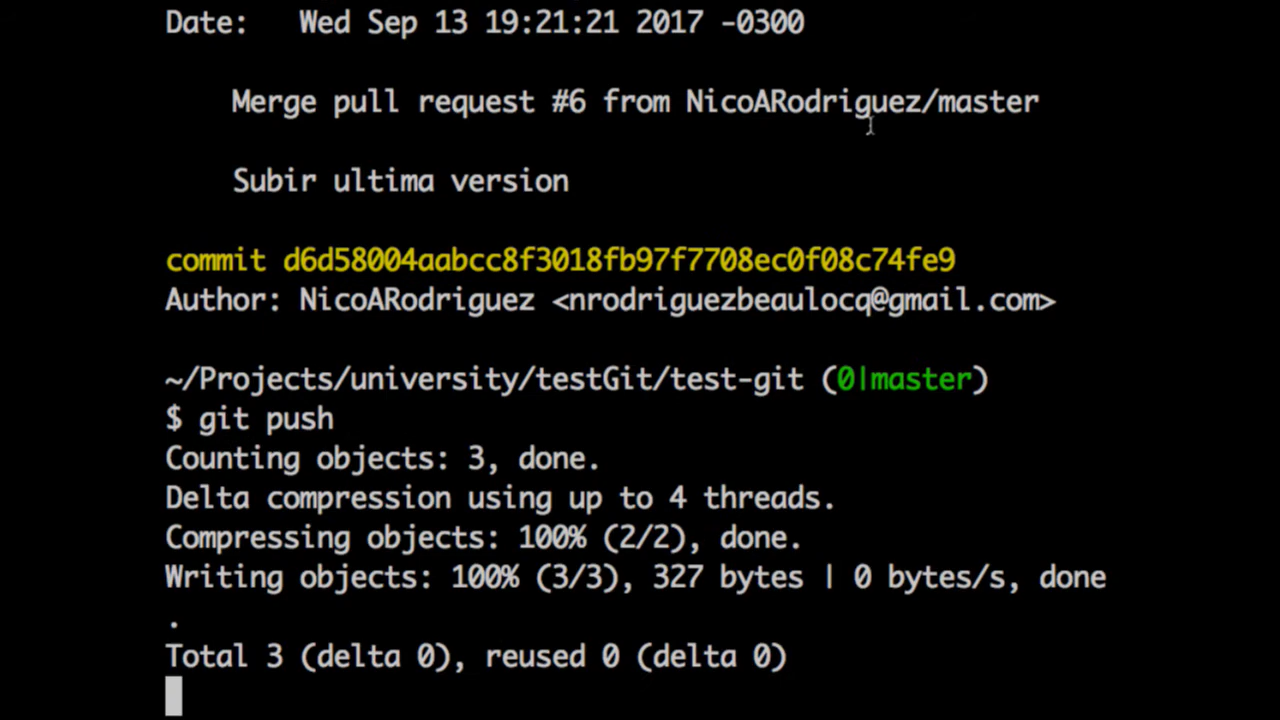 Date:   Wed Sep 13 19:21:21 2017 -0300
Merge pull request #6 from NicoARodriguez/master
Subir ultima version
commit d6d58004aabcc8f3018fb97f7708ec0f08c74fe9
Author: NicoARodriguez <nrodriguezbeaulocq@gmail.com>
~/Projects/university/testGit/test-git (0|master)
$ git push
Counting objects: 3, done.
Delta compression using up to 4 threads.
Compressing objects: 100% (2/2), done.
Writing objects: 100% (3/3), 327 bytes | 0 bytes/s, done
.
Total 3 (delta 0), reused 0 (delta 0)